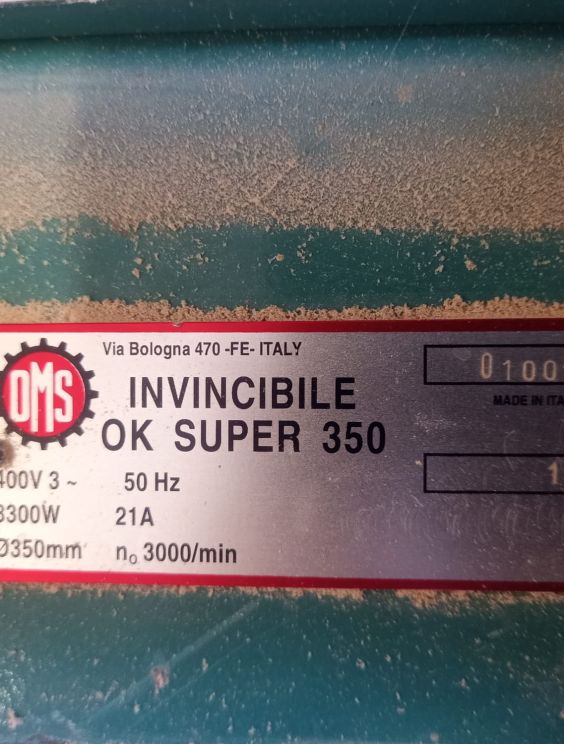 Via Bologna 470 -FE- ITALY
OMS
INVINCIBILE
OK SUPER 350
0100
MADE IN ITA
400V 3 ~ 50 Hz
1
3300W 21A
Ø350mm n₀ 3000/min